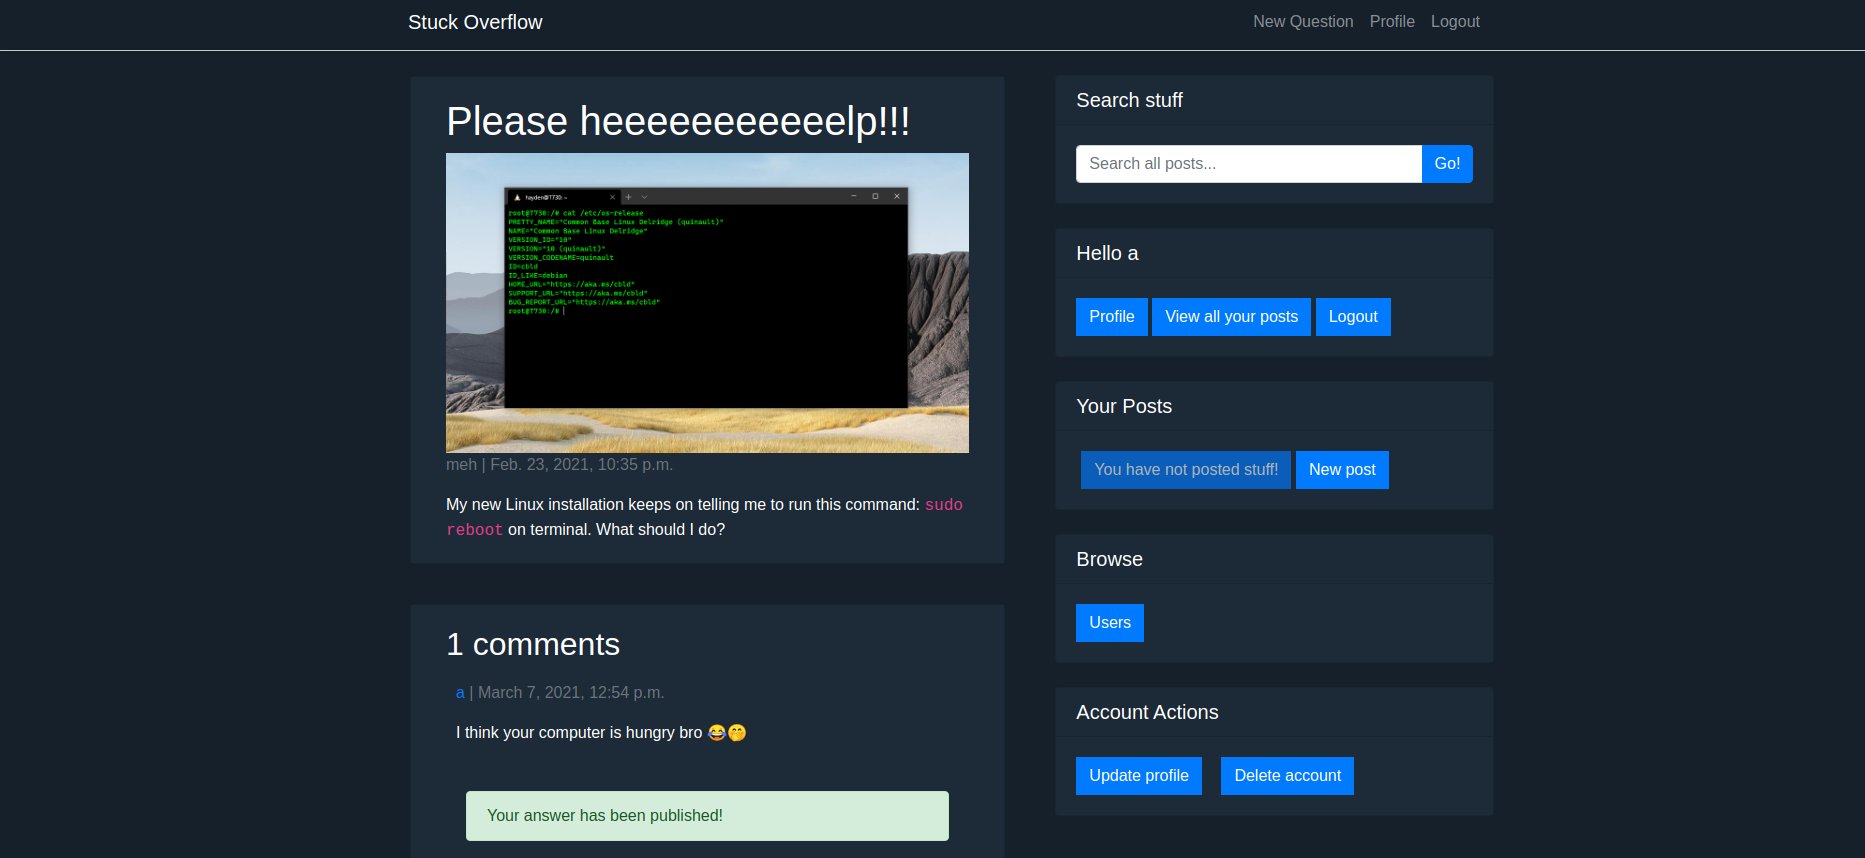 Stuck Overflow
New Question Profile Logout
Please heeeeeeeeeeelp!!!
hayden@T730: ~
root@T730:/# cat /etc/os-release
PRETTY_NAME="Common Base Linux Delridge (quinault)"
NAME="Common Base Linux Delridge"
VERSION_ID="10"
VERSION="10 (quinault)"
VERSION_CODENAME=quinault
ID=cbld
ID_LIKE=debian
HOME_URL="https://aka.ms/cbld"
SUPPORT_URL="https://aka.ms/cbld"
BUG_REPORT_URL="https://aka.ms/cbld"
root@T730:/#
meh | Feb. 23, 2021, 10:35 p.m.
My new Linux installation keeps on telling me to run this command: sudo
reboot on terminal. What should I do?
1 comments
a | March 7, 2021, 12:54 p.m.
I think your computer is hungry bro 😂🤭
Your answer has been published!
Search stuff
Search all posts... Go!
Hello a
Profile View all your posts Logout
Your Posts
You have not posted stuff! New post
Browse
Users
Account Actions
Update profile Delete account